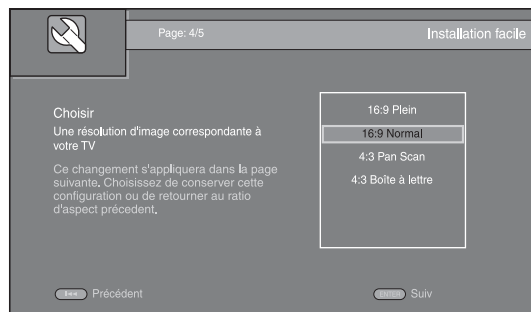 Page: 4/5
Installation facile
Choisir
Une résolution d'image correspondante à
votre TV
Ce changement s'appliquera dans la page
suivante. Choisissez de conserver cette
configuration ou de retourner au ratio
d'aspect précedent.
16:9 Plein
16:9 Normal
4:3 Pan Scan
4:3 Boîte à lettre
Précédent
ENTER Suiv